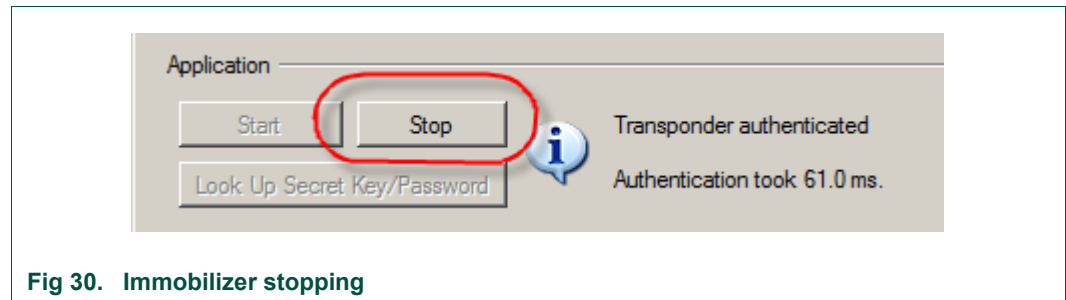 Application
Start
Stop
Transponder authenticated
Look Up Secret Key/Password
Authentication took 61.0 ms.
Fig 30. Immobilizer stopping